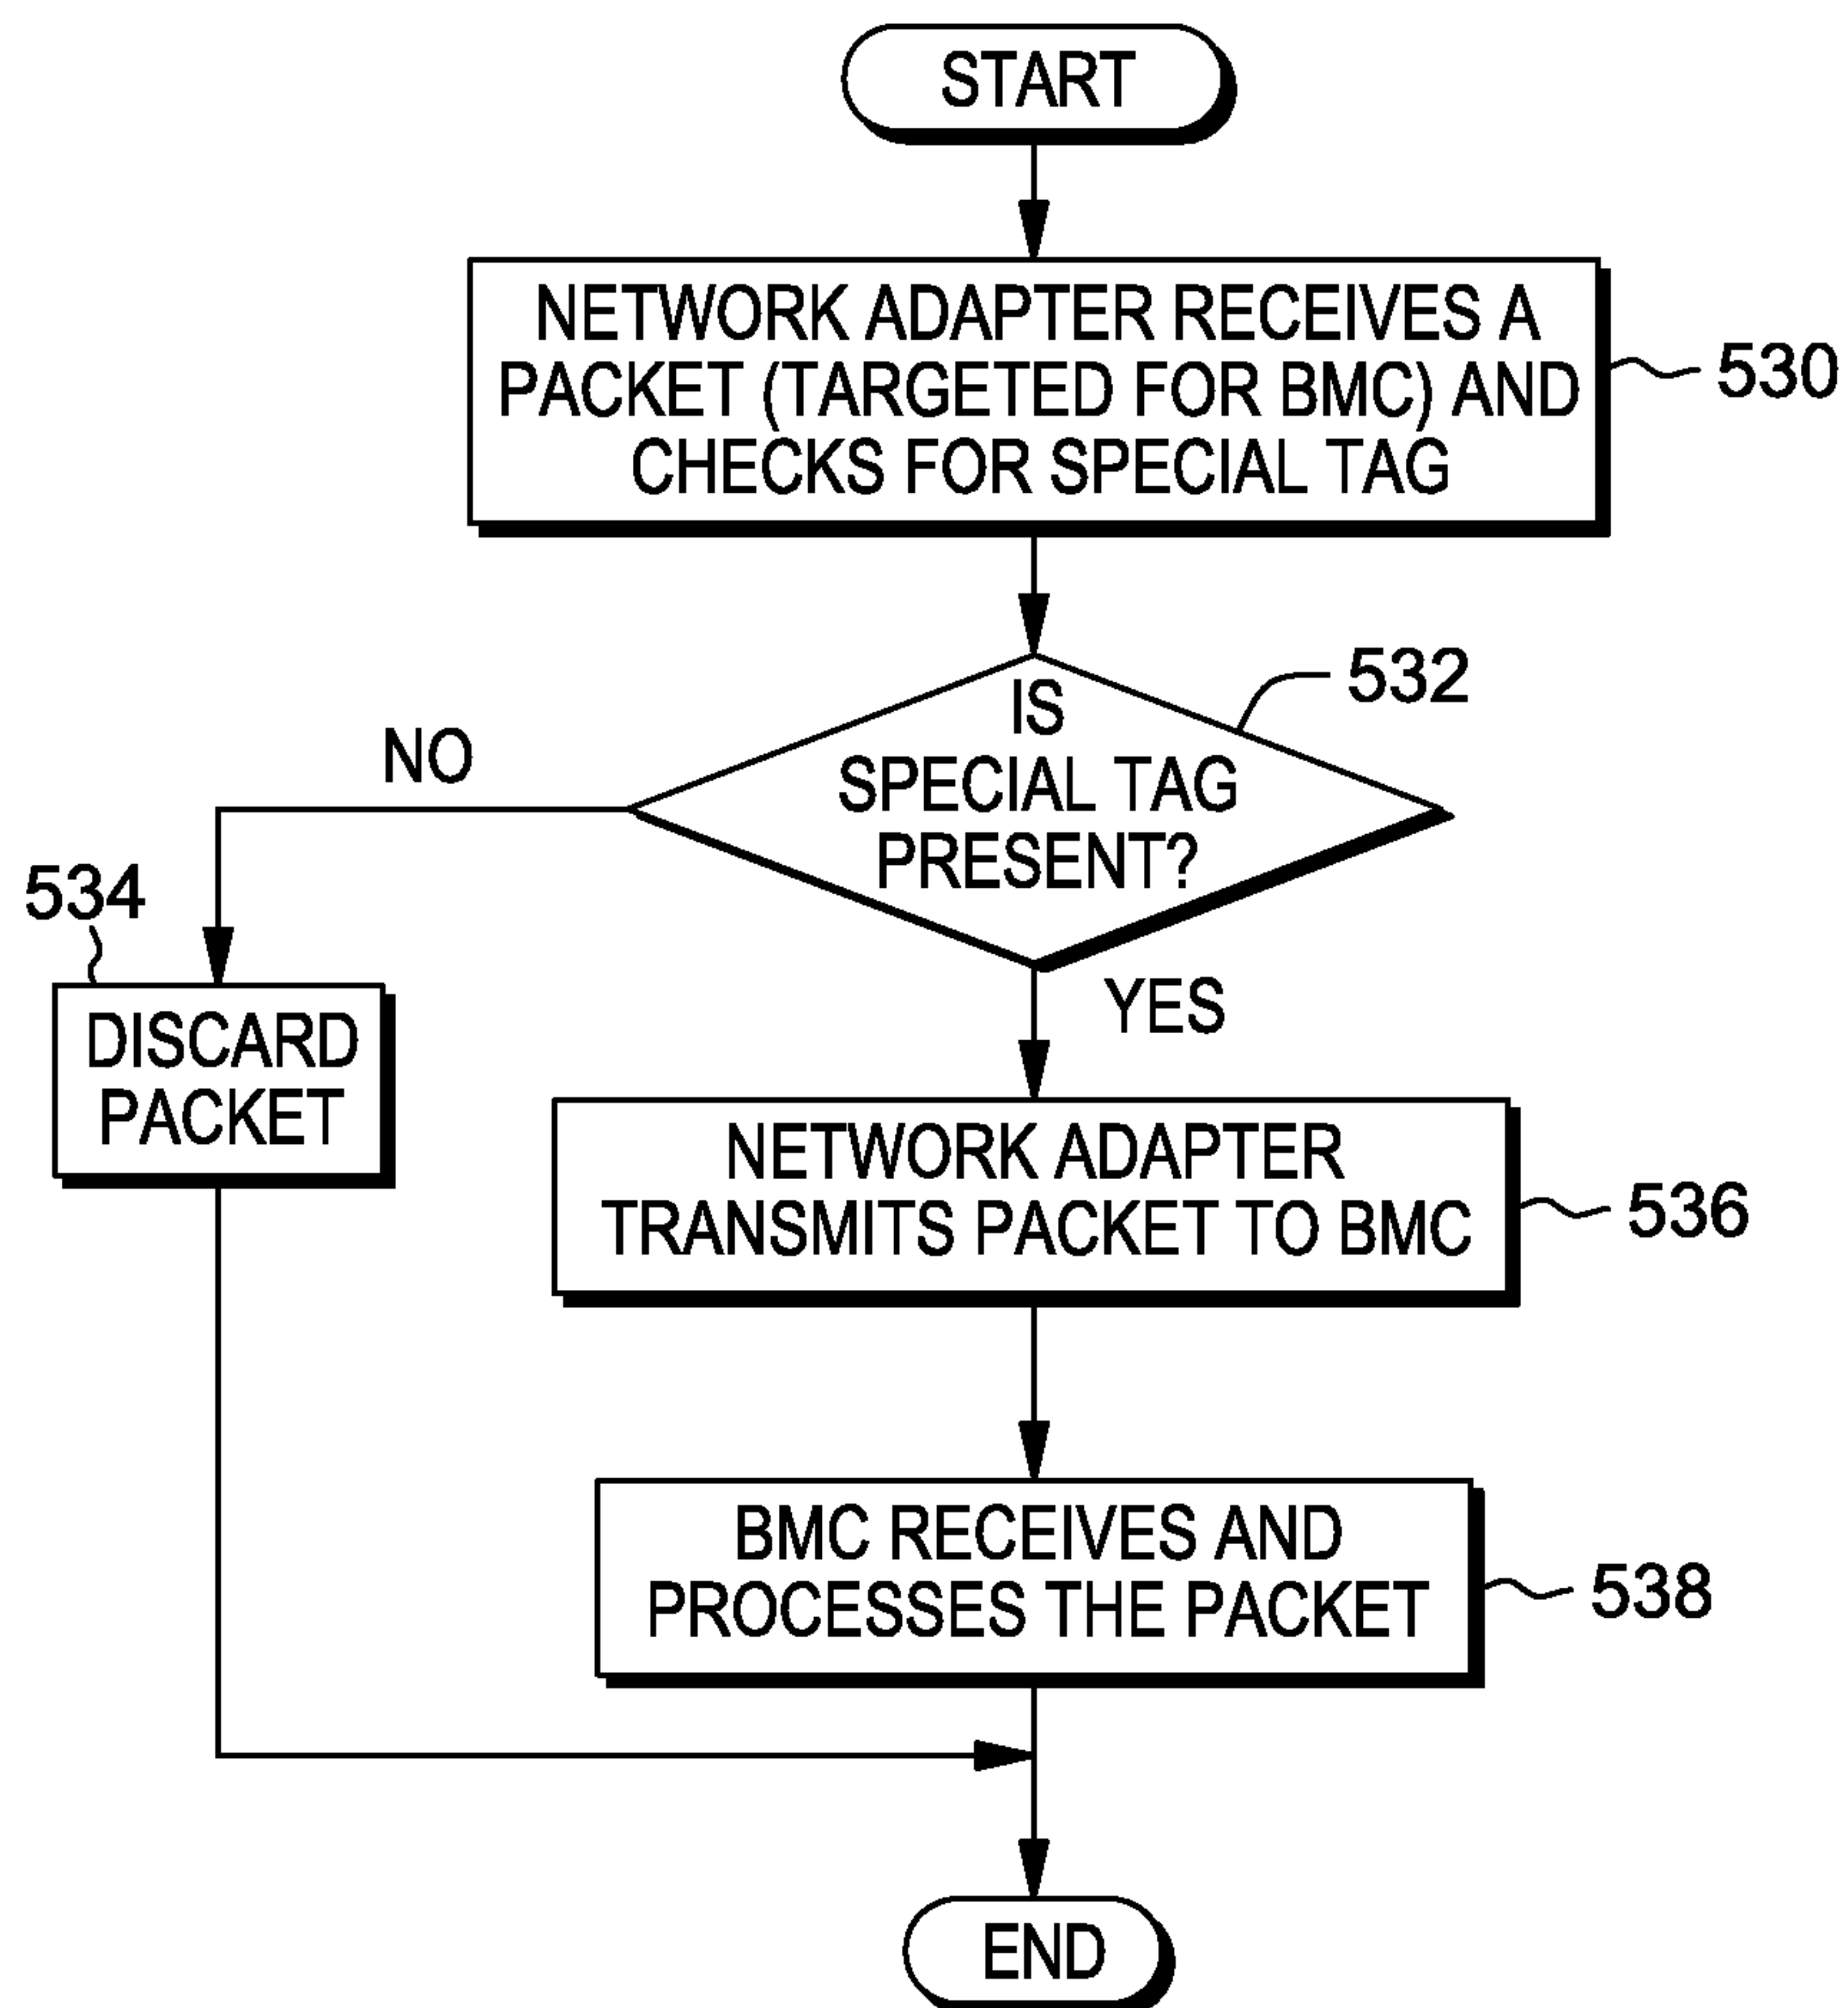 START
NETWORK ADAPTER RECEIVES A
PACKET (TARGETED FOR BMC) AND
CHECKS FOR SPECIAL TAG
530
IS
SPECIAL TAG
PRESENT?
532
NO
534
DISCARD
PACKET
YES
NETWORK ADAPTER
TRANSMITS PACKET TO BMC
536
BMC RECEIVES AND
PROCESSES THE PACKET
538
END